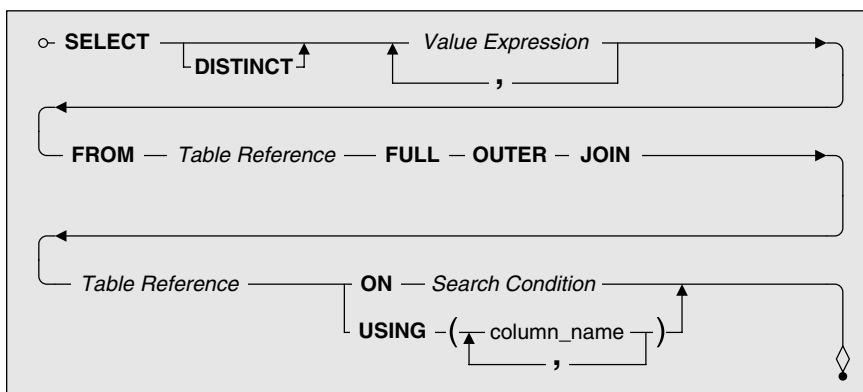 SELECT Value Expression
DISTINCT
,
FROM Table Reference FULL OUTER JOIN
Table Reference ON Search Condition
USING ( column_name )
,